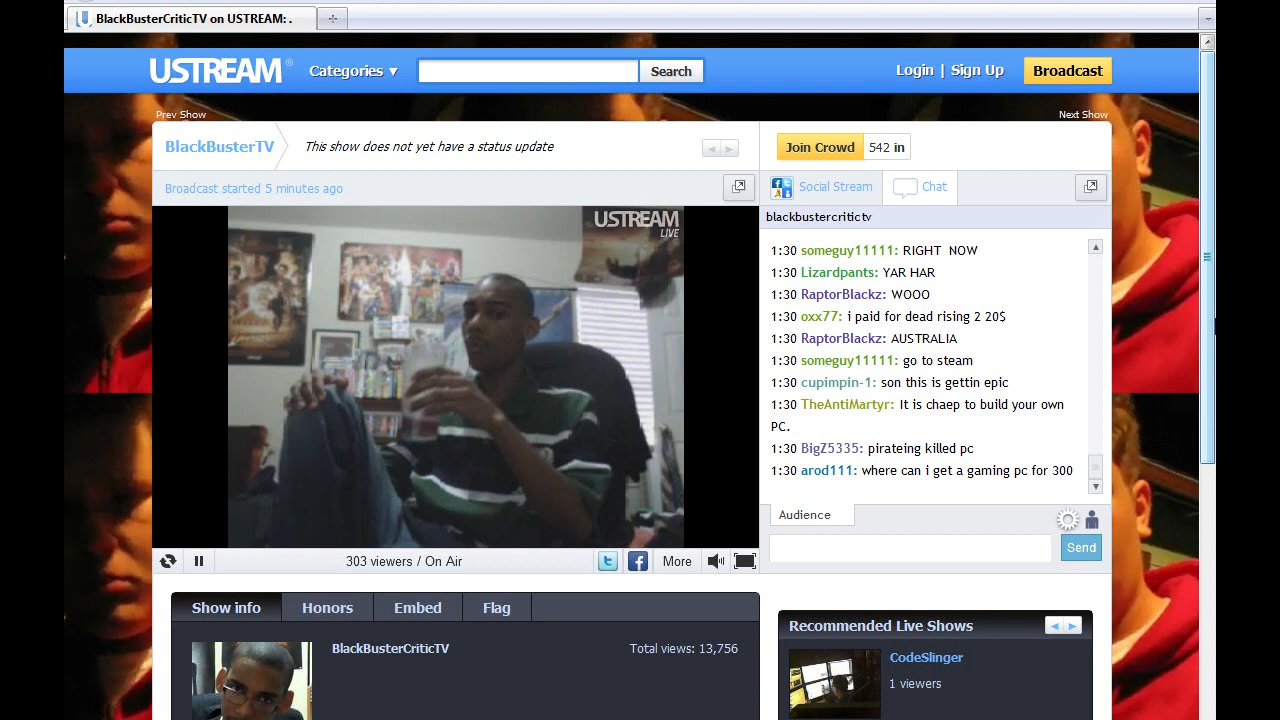 BlackBusterCriticTV on USTREAM: .
USTREAM
Categories ▼
Search
Login | Sign Up
Broadcast
Prev Show
Next Show
BlackBusterTV
This show does not yet have a status update
Join Crowd
542 in
Broadcast started 5 minutes ago
Social Stream
Chat
blackbustercritictv
USTREAM
LIVE
1:30 someguy11111: RIGHT NOW
1:30 Lizardpants: YAR HAR
1:30 RaptorBlackz: WOOO
1:30 oxx77: i paid for dead rising 2 20$
1:30 RaptorBlackz: AUSTRALIA
1:30 someguy11111: go to steam
1:30 cupimpin-1: son this is gettin epic
1:30 TheAntiMartyr: It is chaep to build your own
PC.
1:30 BigZ5335: pirateing killed pc
1:30 arod111: where can i get a gaming pc for 300
Audience
Send
303 viewers / On Air
More
Show info
Honors
Embed
Flag
BlackBusterCriticTV
Total views: 13,756
Recommended Live Shows
CodeSlinger
1 viewers